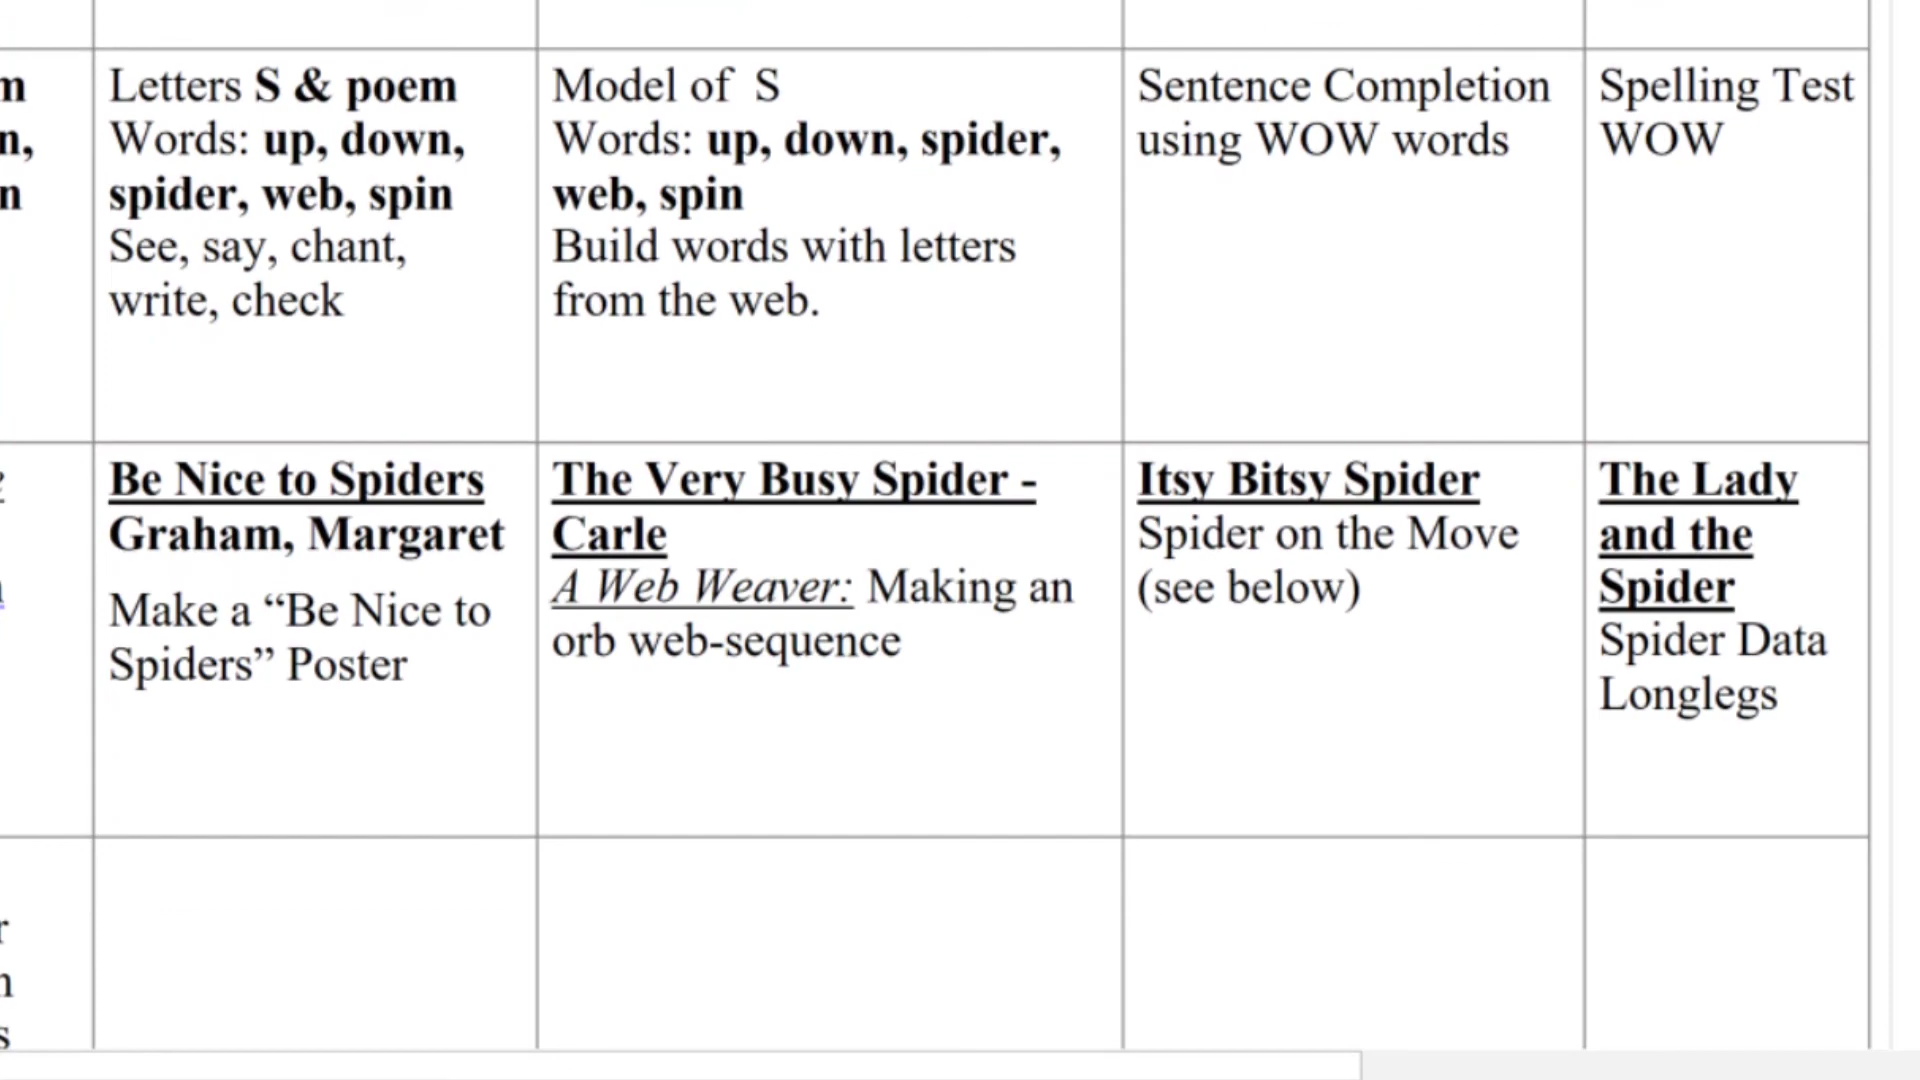 Letters S & poem
Words: up, down,
spider, web, spin
See, say, chant,
write, check
Model of S
Words: up, down, spider,
web, spin
Build words with letters
from the web.
Sentence Completion
using WOW words
Spelling Test
WOW
Be Nice to Spiders
Graham, Margaret
Make a “Be Nice to
Spiders” Poster
The Very Busy Spider -
Carle
A Web Weaver: Making an
orb web-sequence
Itsy Bitsy Spider
Spider on the Move
(see below)
The Lady
and the
Spider
Spider Data
Longlegs